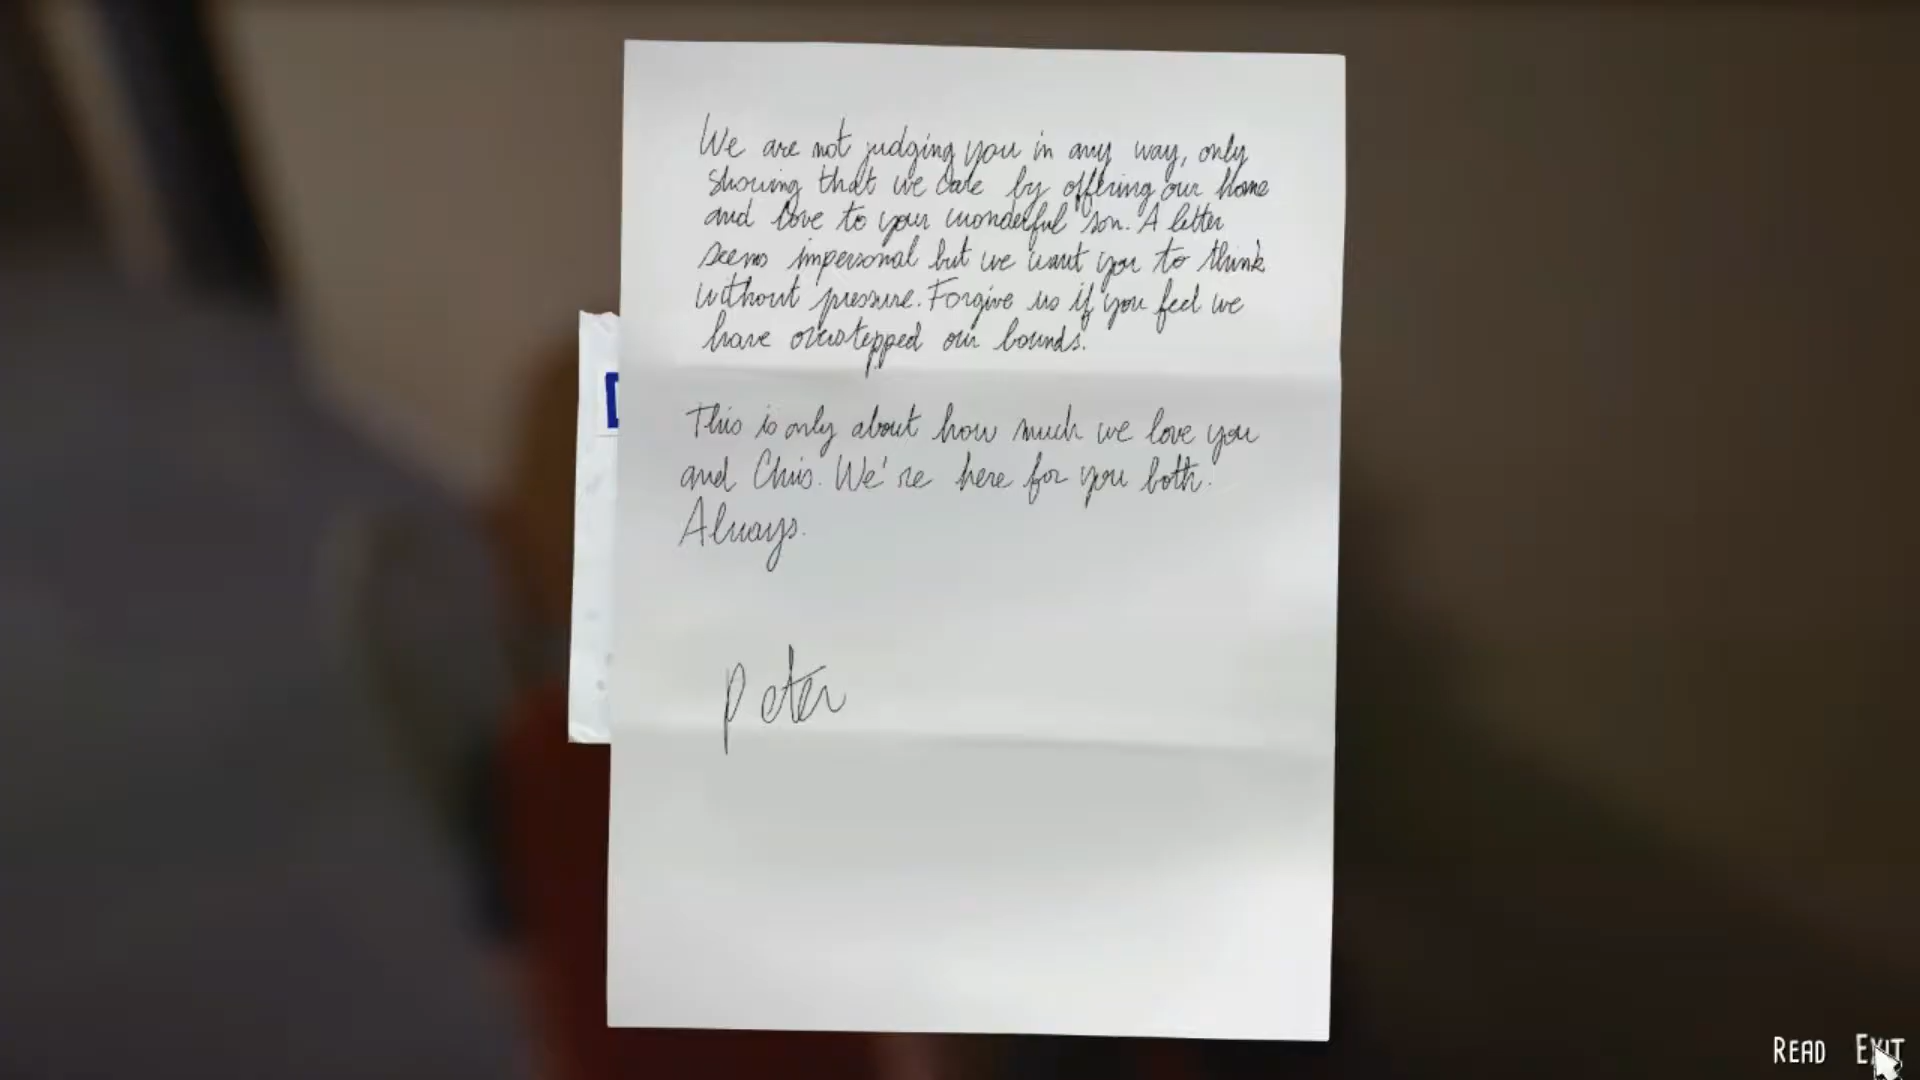 We are not judging you in any way, only
showing that we care by offering our home
and love to your wonderful son. A letter
seems impersonal but we want you to think
without pressure. Forgive us if you feel we
have overstepped our bounds.
This is only about how much we love you
and Chris. We're here for you both.
Always.
Peter
READ EXIT